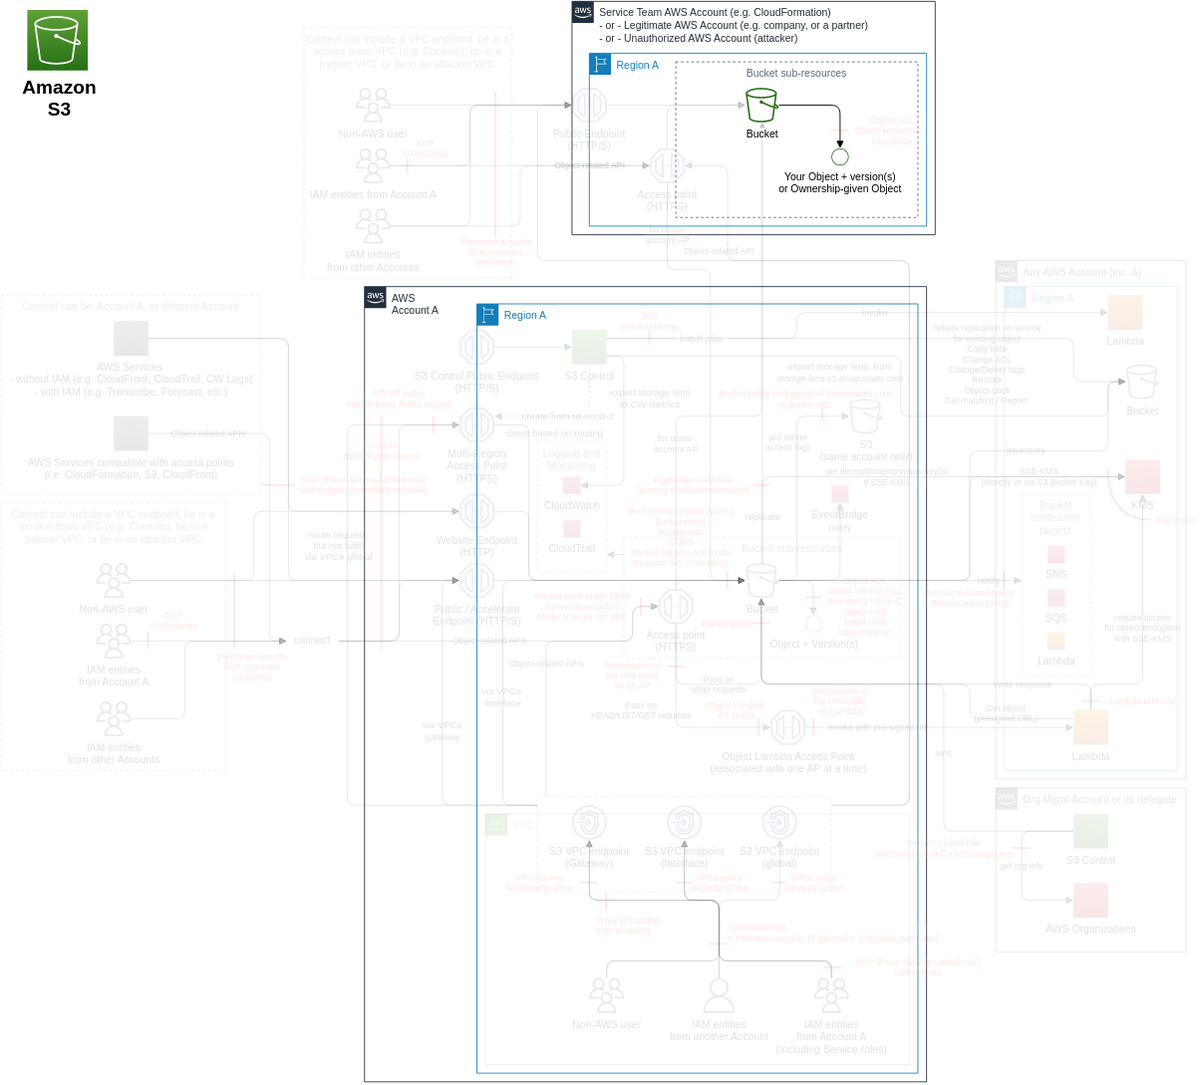 Amazon
S3
Service Team AWS Account (e.g. CloudFormation)
- or - Legitimate AWS Account (e.g. company, or a partner)
- or - Unauthorized AWS Account (attacker)
Region A
Bucket sub-resources
Bucket
Object ACL
Object version ACL
Key policy
Your Object + version(s)
or Ownership-given Object
Context can include a VPC endpoint, be in a
service team VPC (e.g. Console), be in a
partner VPC, or be in an attacker VPC
Non-AWS user
SCP
IAM policies
IAM entities from Account A
IAM entities
from other Accounts
Perimeter security
(if in corporate
perimeter)
Public Endpoint
(HTTP/S)
Object-related API
Access point
(HTTPS)
for cross-
account AP
Object-related API
Context can be: Account A, or different Account
AWS Services
- without IAM (e.g. CloudFront, CloudTrail, CW Logs)
- with IAM (e.g. Transcribe, Forecast, etc.)
Object-related APIs
AWS Services compatible with access points
(i.e. CloudFormation, S3, CloudFront)
Context can include a VPC endpoint, be in a
service team VPC (e.g. Console), be in a
partner VPC, or be in an attacker VPC
Non-AWS user
SCP
IAM policies
IAM entities
from Account A
IAM entities
from other Accounts
Perimeter security
(if in corporate
perimeter)
connect
SCP (if non-Service-Linked role)
IAM policies (potentially mutable)
route request
but not fulfill
via VPCe global
MR AP policy
MR AP Block Public Access
Account
Block Public Access
AWS
Account A
Region A
S3 Control Public Endpoint
(HTTP/S)
S3 Control
SCP
Batch IAM role
batch jobs
invoke
export storage lens
to CW metrics
export storage lens, from
storage-lens.s3.amazonaws.com
create from us-west-2
direct based on routing
Multi-Region
Access Point
(HTTPS)
Website Endpoint
(HTTP)
Public / Accelerate
Endpoint (HTTP/S)
Logging and
Monitoring
CloudWatch
CloudTrail
for cross-
account AP
Bucket policy on logging.s3.amazonaws.com
or bucket ACL
put server
access logs
S3
(same account only)
get decryption/encryption key(s)
if SSE-KMS
Replication IAM role
replicate
Bucket Block Public Access
Bucket policy
Bucket ACL
CORS
Bucket Object Lock mode
Request pay (non-AWS)
EventBridge
notify
Bucket sub-resources
Bucket
Object ACL
Object Version ACL
Key policy / SSE-C
Object Lock
Legal Hold
Object Owner
Object + Version(s)
Access point public block
Access point policy
Mode: Internet or VPC
Access point
(HTTPS)
Bucket policy
Object-related APIs
Object-related APIs
Permissions of
the IAM entity
on OLAP
Pass on
other requests
Pass on
HEAD/LIST/GET requests
Object Lambda
AP policy
Permissions of
the IAM entity
on Lambda
invoke with pre-signed url
Object Lambda Access Point
(associated with one AP at a time)
via VPCe
interface
via VPCe
gateway
VPC
S3 VPC endpoint
(Gateway)
S3 VPC endpoint
(Interface)
S3 VPC endpoint
(global)
VPCe policy
Route table entry
VPCe policy
Security Group
VPCe policy
Security Group
Proxy (if initiated
from on-prem)
Security Group
+ Perimeter security (if initiated in Corporate perimeter)
SCP (if non-Service-Linked role)
IAM policies
Non-AWS user
IAM entities
from another Account
IAM entities
from Account A
(including Service roles)
Any AWS Account (inc. A)
Region A
Lambda
Initiate replication on source
for existing object
Copy data
Change ACL
Change/Delete tags
Restore
Object Lock
Get manifest / Report
Bucket
inventory
SSE-KMS
(directly or via S3 Bucket Key)
KMS
Key policy
Bucket
notification
targets
SNS
SQS
Lambda
notify
Resource-based policy
Resource key policy
require access
for object encrypted
with SSE-KMS
Write response
Lambda IAM role
Get object
(presigned URL)
Lambda
lens
Org Mgmt Account or its delegate
Service-Linked role
AWSServiceRoleForS3StorageLens
get org info
S3 Control
AWS Organizations